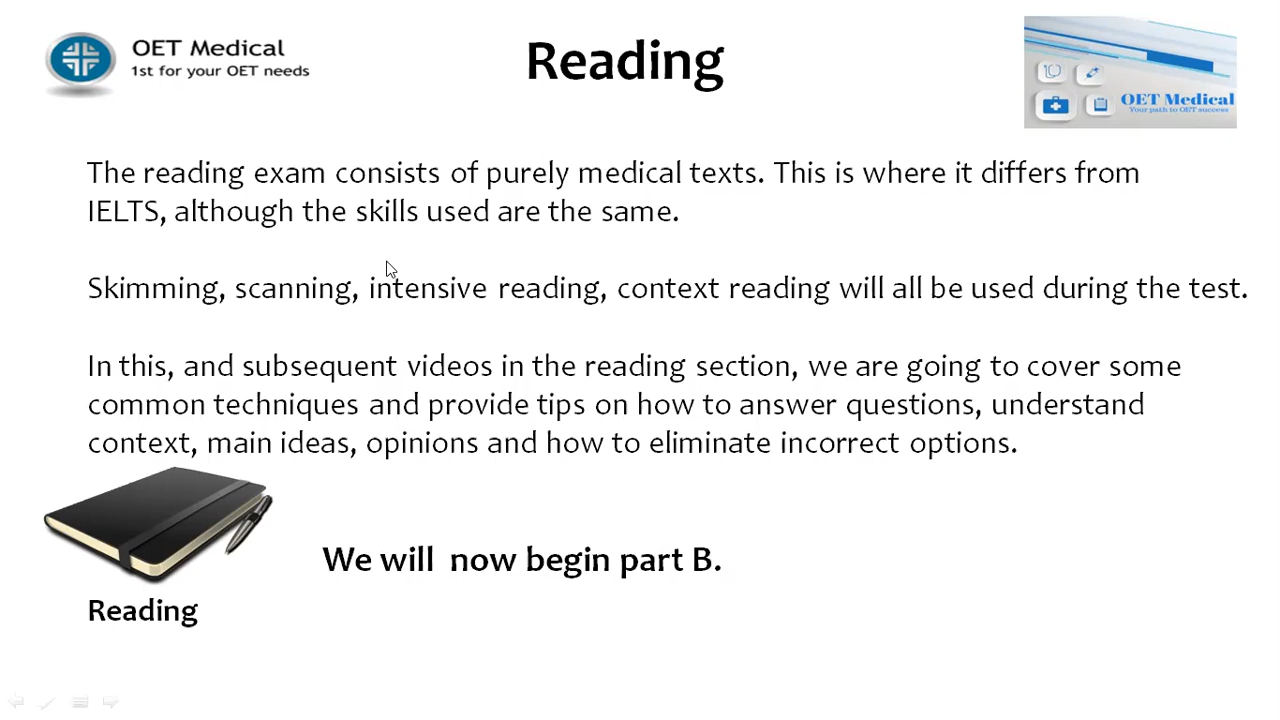 OET Medical
1st for your OET needs
Reading
OET Medical
Your path to OET success
The reading exam consists of purely medical texts. This is where it differs from
IELTS, although the skills used are the same.
Skimming, scanning, intensive reading, context reading will all be used during the test.
In this, and subsequent videos in the reading section, we are going to cover some
common techniques and provide tips on how to answer questions, understand
context, main ideas, opinions and how to eliminate incorrect options.
We will now begin part B.
Reading